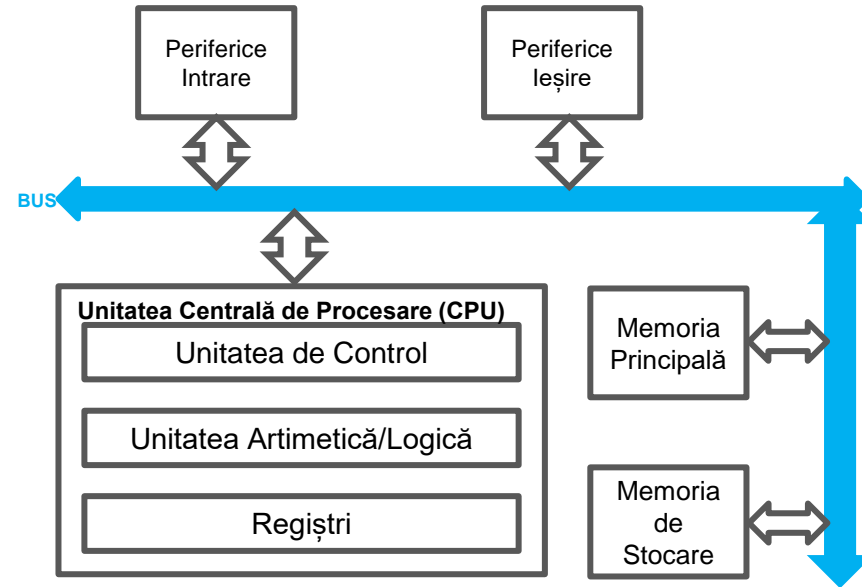 Periferice
Intrare
Periferice
Ieșire
BUS
Unitatea Centrală de Procesare (CPU)
Unitatea de Control
Unitatea Artimetică/Logică
Regiștri
Memoria
Principală
Memoria
de
Stocare